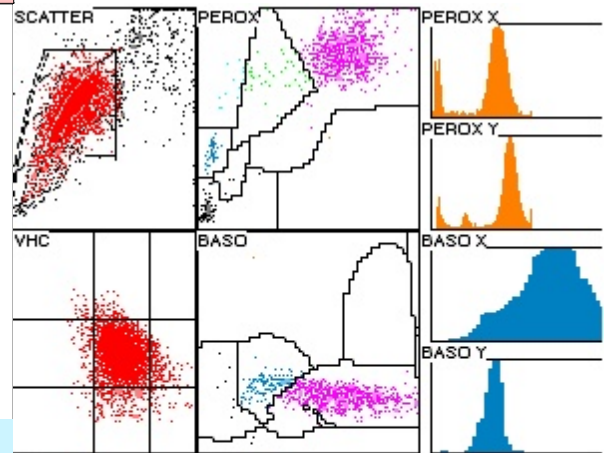 SCATTER
PEROX
PEROX X
PEROX Y
VHC
BASO
BASO X
BASO Y